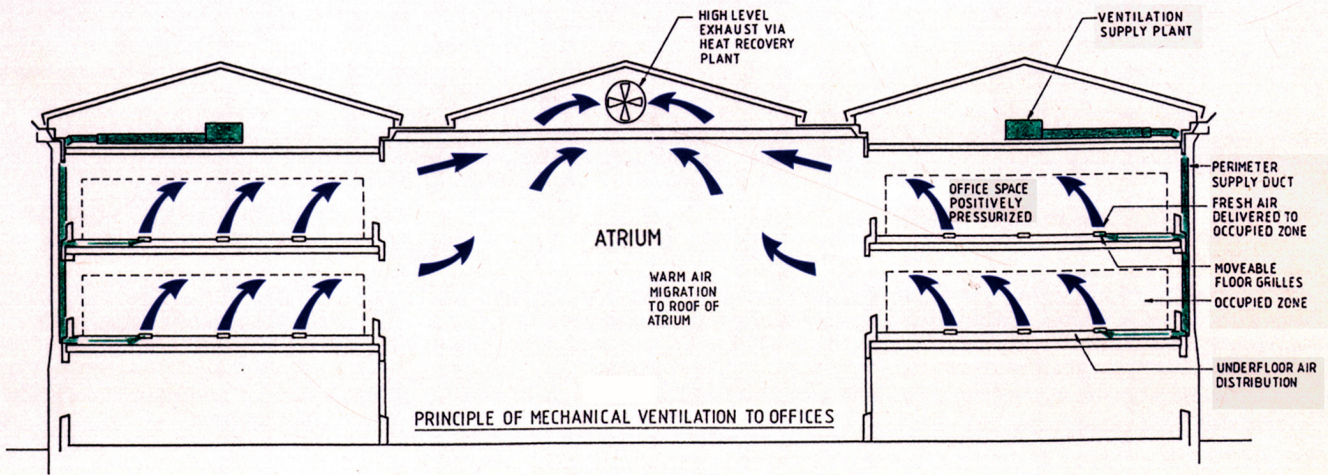 HIGH LEVEL
EXHAUST VIA
HEAT RECOVERY
PLANT
VENTILATION
SUPPLY PLANT
PERIMETER
SUPPLY DUCT
OFFICE SPACE
POSITIVELY
PRESSURIZED
FRESH AIR
DELIVERED TO
OCCUPIED ZONE
ATRIUM
WARM AIR
MIGRATION
TO ROOF OF
ATRIUM
MOVEABLE
FLOOR GRILLES
OCCUPIED ZONE
UNDERFLOOR AIR
DISTRIBUTION
PRINCIPLE OF MECHANICAL VENTILATION TO OFFICES